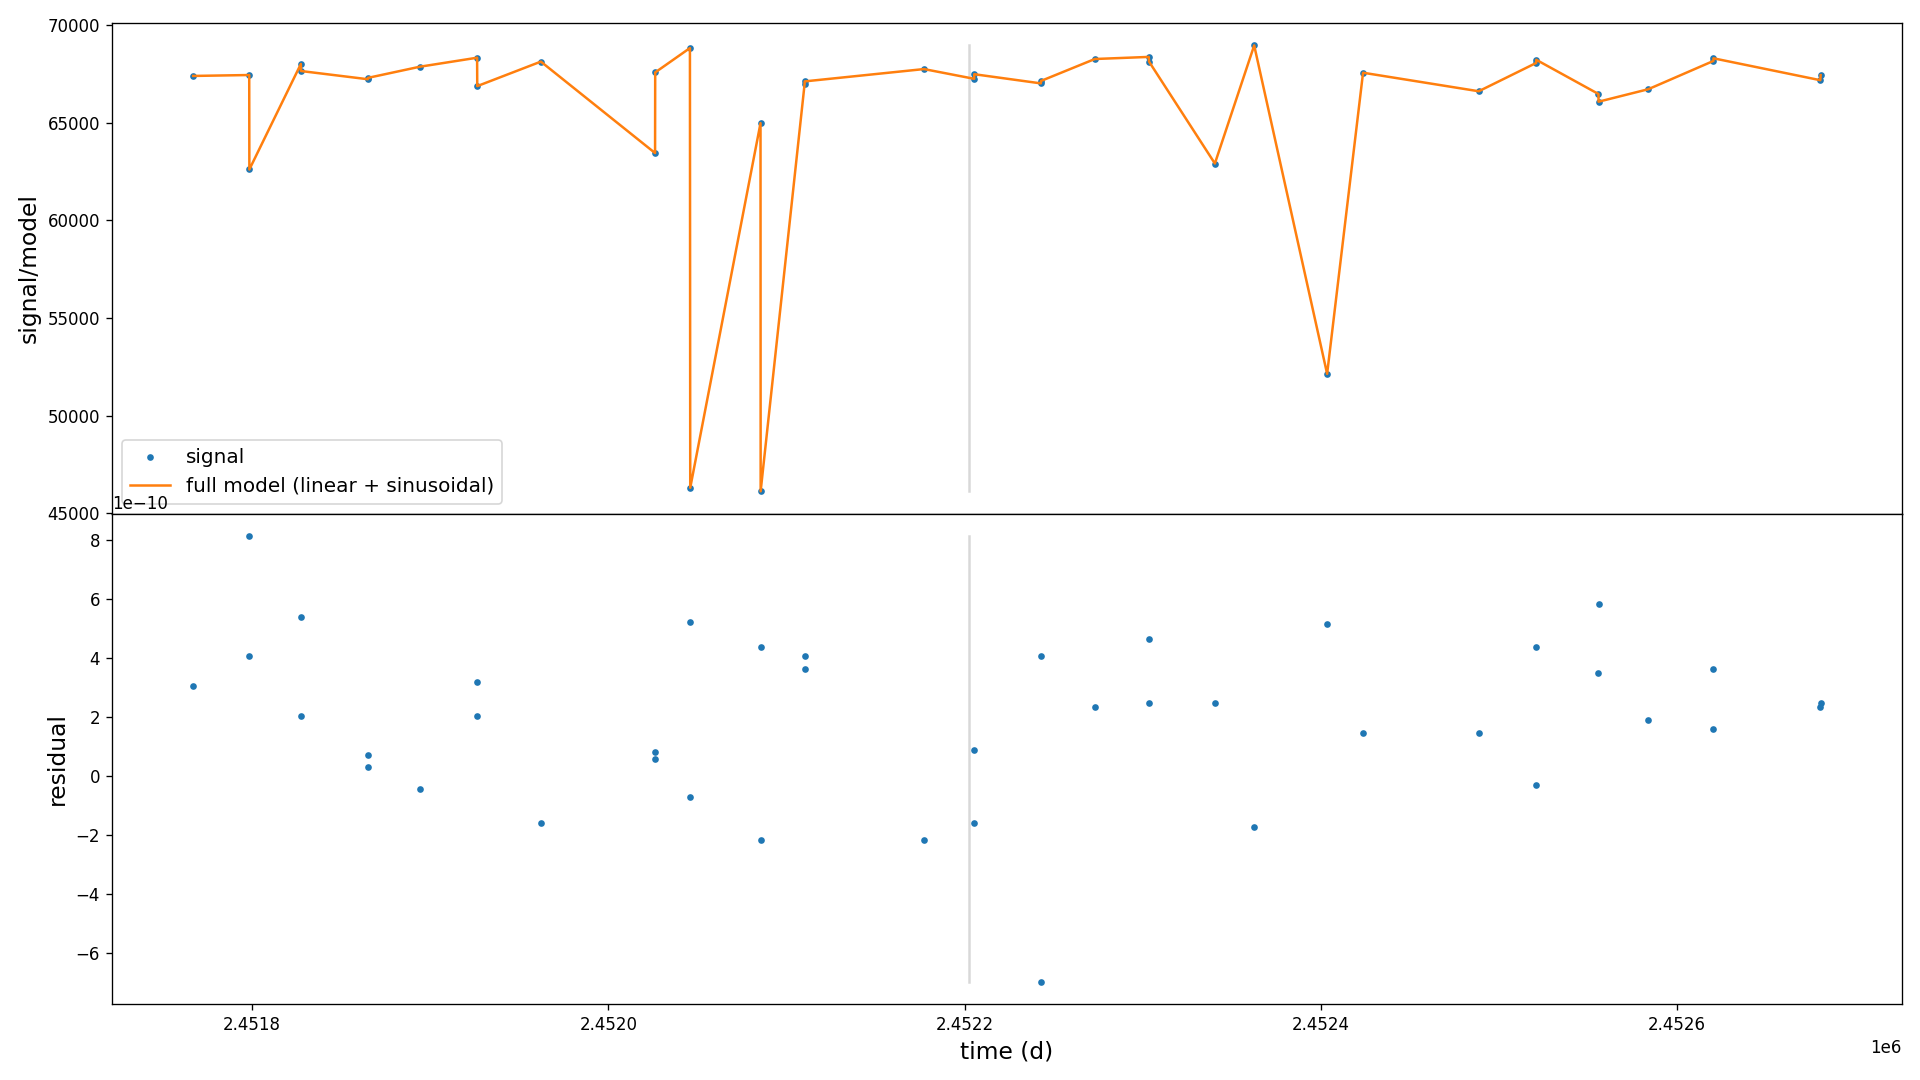 70000
65000
60000
55000
50000
45000
signal/model
signal
full model (linear + sinusoidal)
1e−10
8
6
4
2
0
−2
−4
−6
residual
2.4518
2.4520
2.4522
2.4524
2.4526
time (d)
1e6